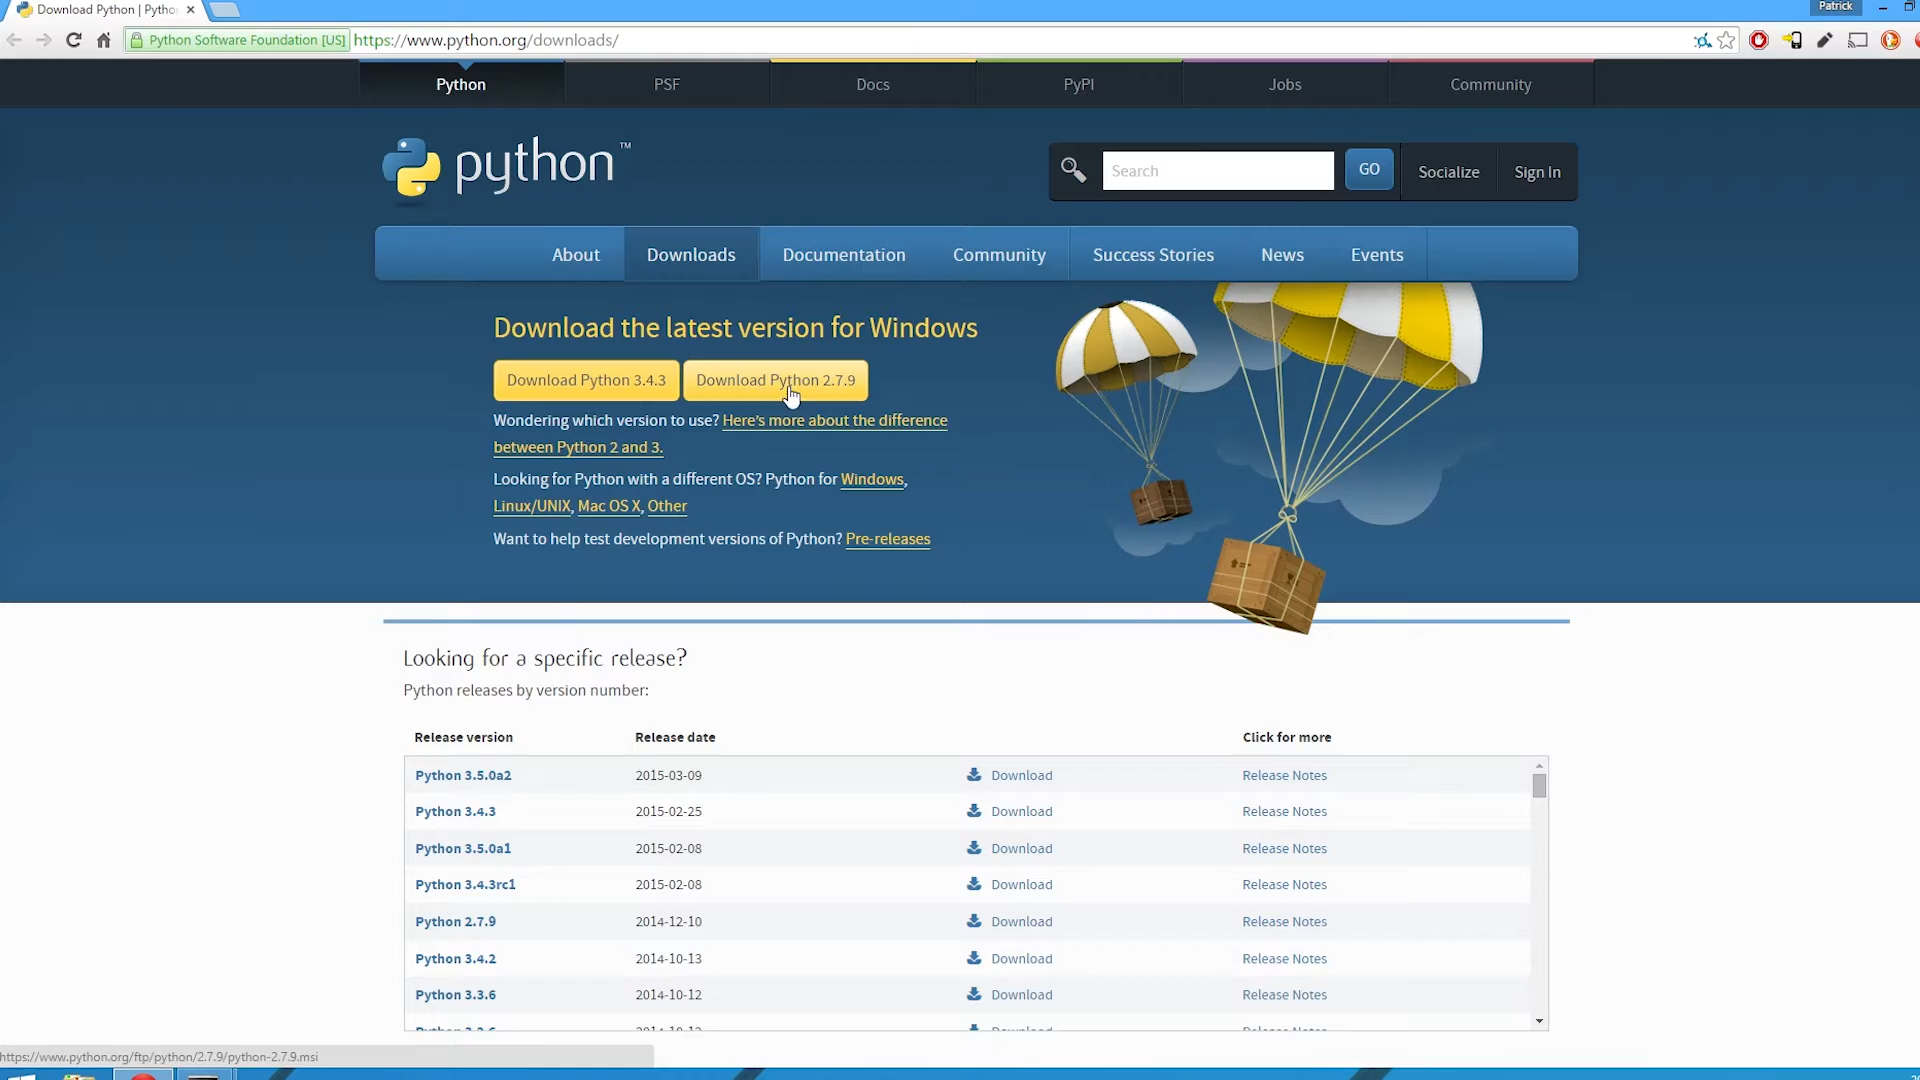 Download Python | Pytho
Patrick
Python Software Foundation [US] https://www.python.org/downloads/
Python PSF Docs PyPI Jobs Community
python™
Search GO Socialize Sign In
About Downloads Documentation Community Success Stories News Events
Download the latest version for Windows
Download Python 3.4.3 Download Python 2.7.9
Wondering which version to use? Here's more about the difference
between Python 2 and 3.
Looking for Python with a different OS? Python for Windows,
Linux/UNIX, Mac OS X, Other
Want to help test development versions of Python? Pre-releases
Looking for a specific release?
Python releases by version number:
Release version Release date Click for more
Python 3.5.0a2 2015-03-09 Download Release Notes
Python 3.4.3 2015-02-25 Download Release Notes
Python 3.5.0a1 2015-02-08 Download Release Notes
Python 3.4.3rc1 2015-02-08 Download Release Notes
Python 2.7.9 2014-12-10 Download Release Notes
Python 3.4.2 2014-10-13 Download Release Notes
Python 3.3.6 2014-10-12 Download Release Notes
https://www.python.org/ftp/python/2.7.9/python-2.7.9.msi